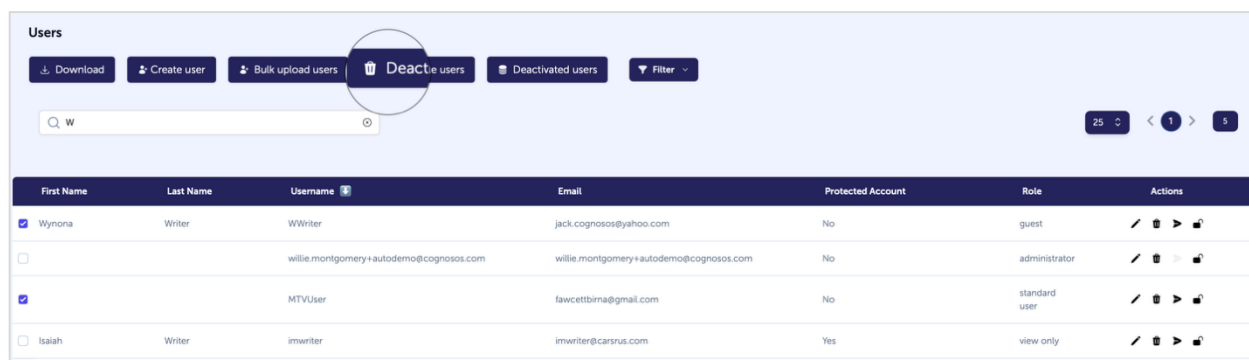 Users
Download Create user Bulk upload users Deactie users Deactivated users Filter
W 25 1 5
First Name Last Name Username Email Protected Account Role Actions
Wynona Writer WWriter jack.cognosos@yahoo.com No guest
willie.montgomery+autodemo@cognosos.com willie.montgomery+autodemo@cognosos.com No administrator
MTVUser fawcettbirna@gmail.com No standard
user
Isaiah Writer imwriter imwriter@carsrus.com Yes view only